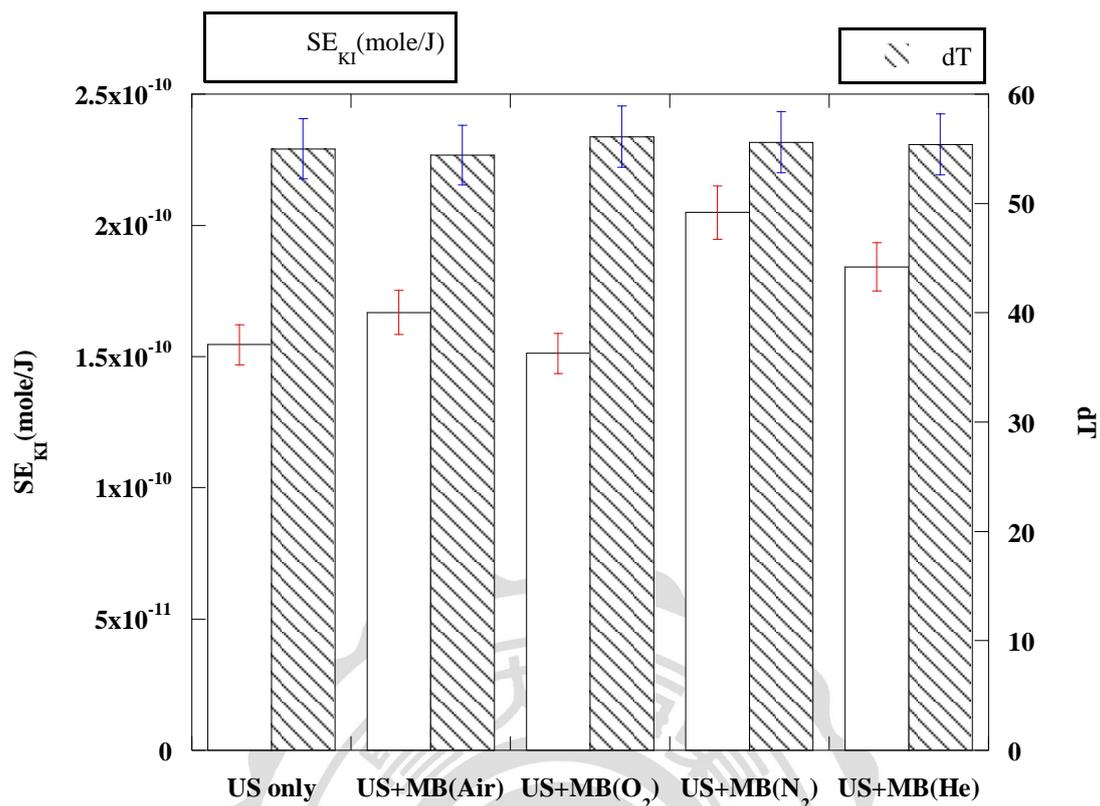 SE_KI(mole/J)
dT
2.5x10^-10
2x10^-10
1.5x10^-10
1x10^-10
5x10^-11
0
SE_KI(mole/J)
60
50
40
30
20
10
0
dT
US only
US+MB(Air)
US+MB(O_2)
US+MB(N_2)
US+MB(He)